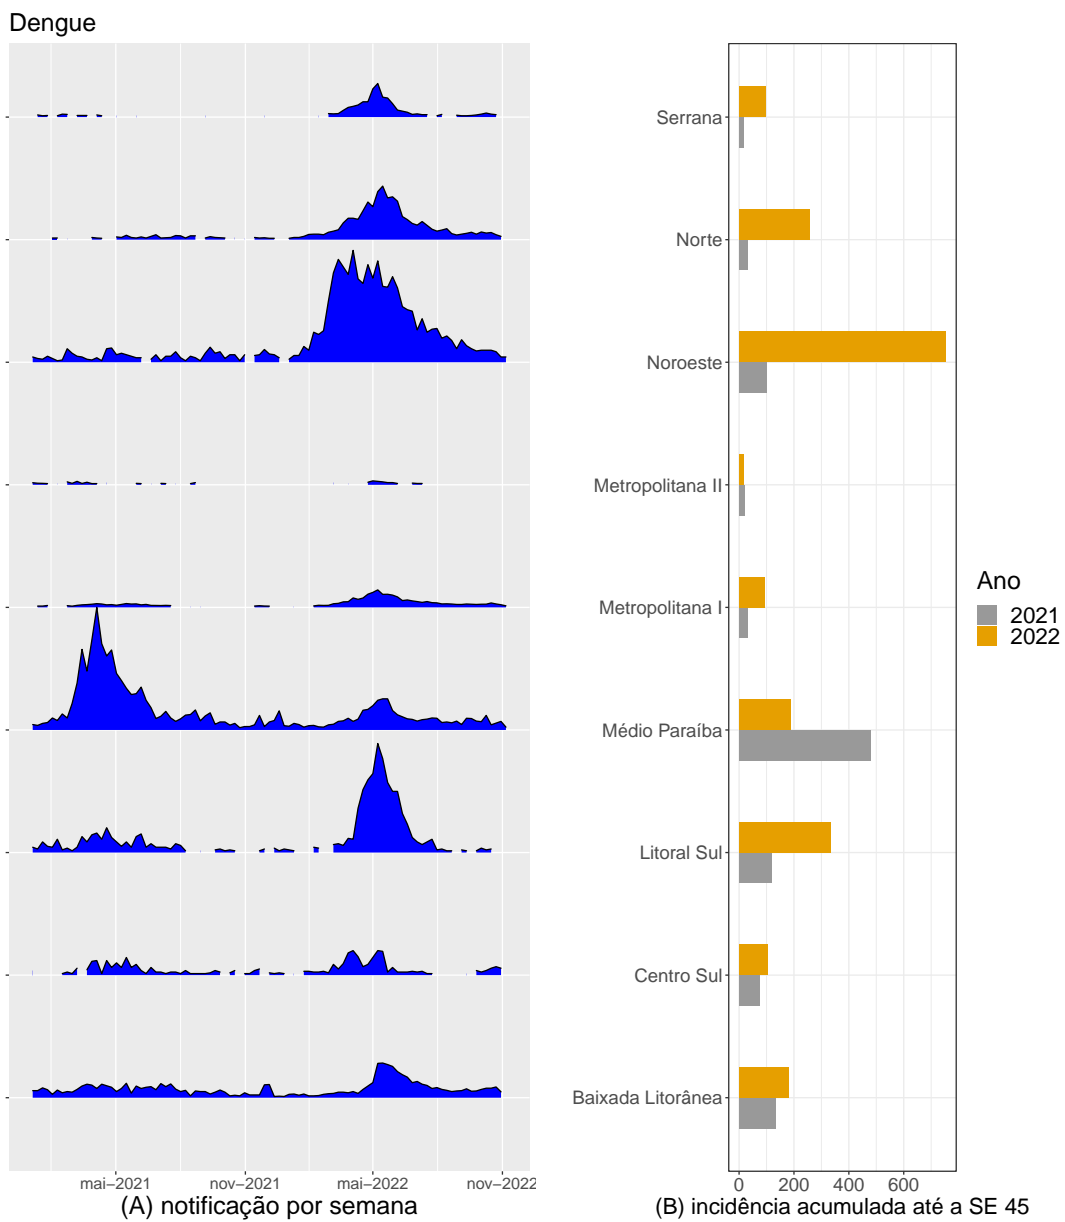 Dengue
Serrana
Norte
Noroeste
Metropolitana II
Metropolitana I
Médio Paraíba
Litoral Sul
Centro Sul
Baixada Litorânea
mai−2021 nov−2021 mai−2022 nov−2022
(A) notificação por semana
0 200 400 600
(B) incidência acumulada até a SE 45
Ano
2021
2022